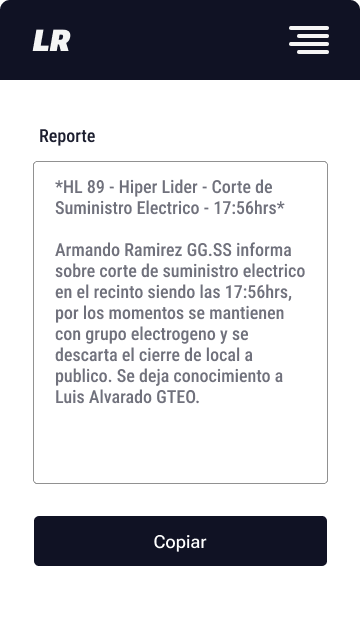 LR
Reporte
*HL 89 - Hiper Lider - Corte de
Suministro Electrico - 17:56hrs*
Armando Ramirez GG.SS informa
sobre corte de suministro electrico
en el recinto siendo las 17:56hrs,
por los momentos se mantienen
con grupo electrogeno y se
descarta el cierre de local a
publico. Se deja conocimiento a
Luis Alvarado GTEO.
Copiar